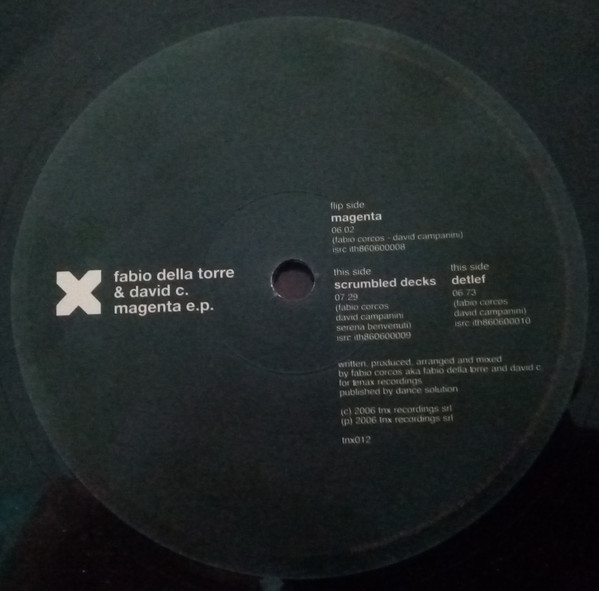 fabio della torre
& david c.
magenta e.p.
flip side
magenta
06.02
(fabio corcos - david campanini)
isrc ith860600008
this side
scrumbled decks
07.29
(fabio corcos
david campanini
serena benvenuti)
isrc ith860600009
this side
detlef
06.73
(fabio corcos
david campanini)
isrc ith860600010
written, produced, arranged and mixed
by fabio corcos aka fabio della torre and david c.
for tenax recordings
published by dance solution
(c) 2006 tnx recordings srl
(p) 2006 tnx recordings srl
tnx012